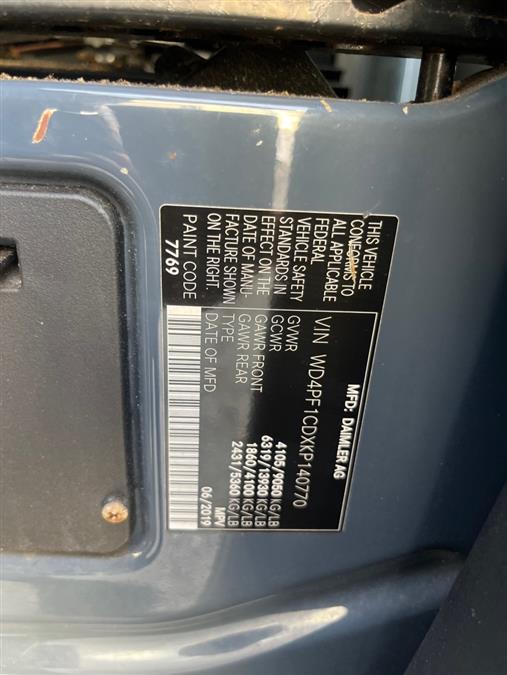 THIS VEHICLE
CONFORMS TO
ALL APPLICABLE
FEDERAL
VEHICLE SAFETY
STANDARDS IN
EFFECT ON THE
DATE OF MANU-
FACTURE SHOWN
ON THE RIGHT.
PAINT CODE
7769
MFD: DAIMLER AG
VIN WD4PF1CDXKP140770
GVWR 4105/9050 KG/LB
GCWR 6319/13930 KG/LB
GAWR FRONT 1860/4100 KG/LB
GAWR REAR 2431/5360 KG/LB
TYPE MPV
DATE OF MFD 06/2019